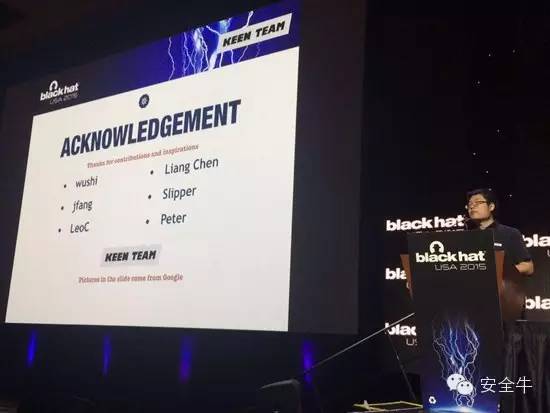 black hat
USA 2015
KEEN TEAM
ACKNOWLEDGEMENT
Thanks for contributions and inspirations
• wushi
• jfang
• LeoC
• Liang Chen
• Slipper
• Peter
KEEN TEAM
Pictures in the slide come from Google
black hat
black hat
black hat
USA 2015
black hat
安全牛